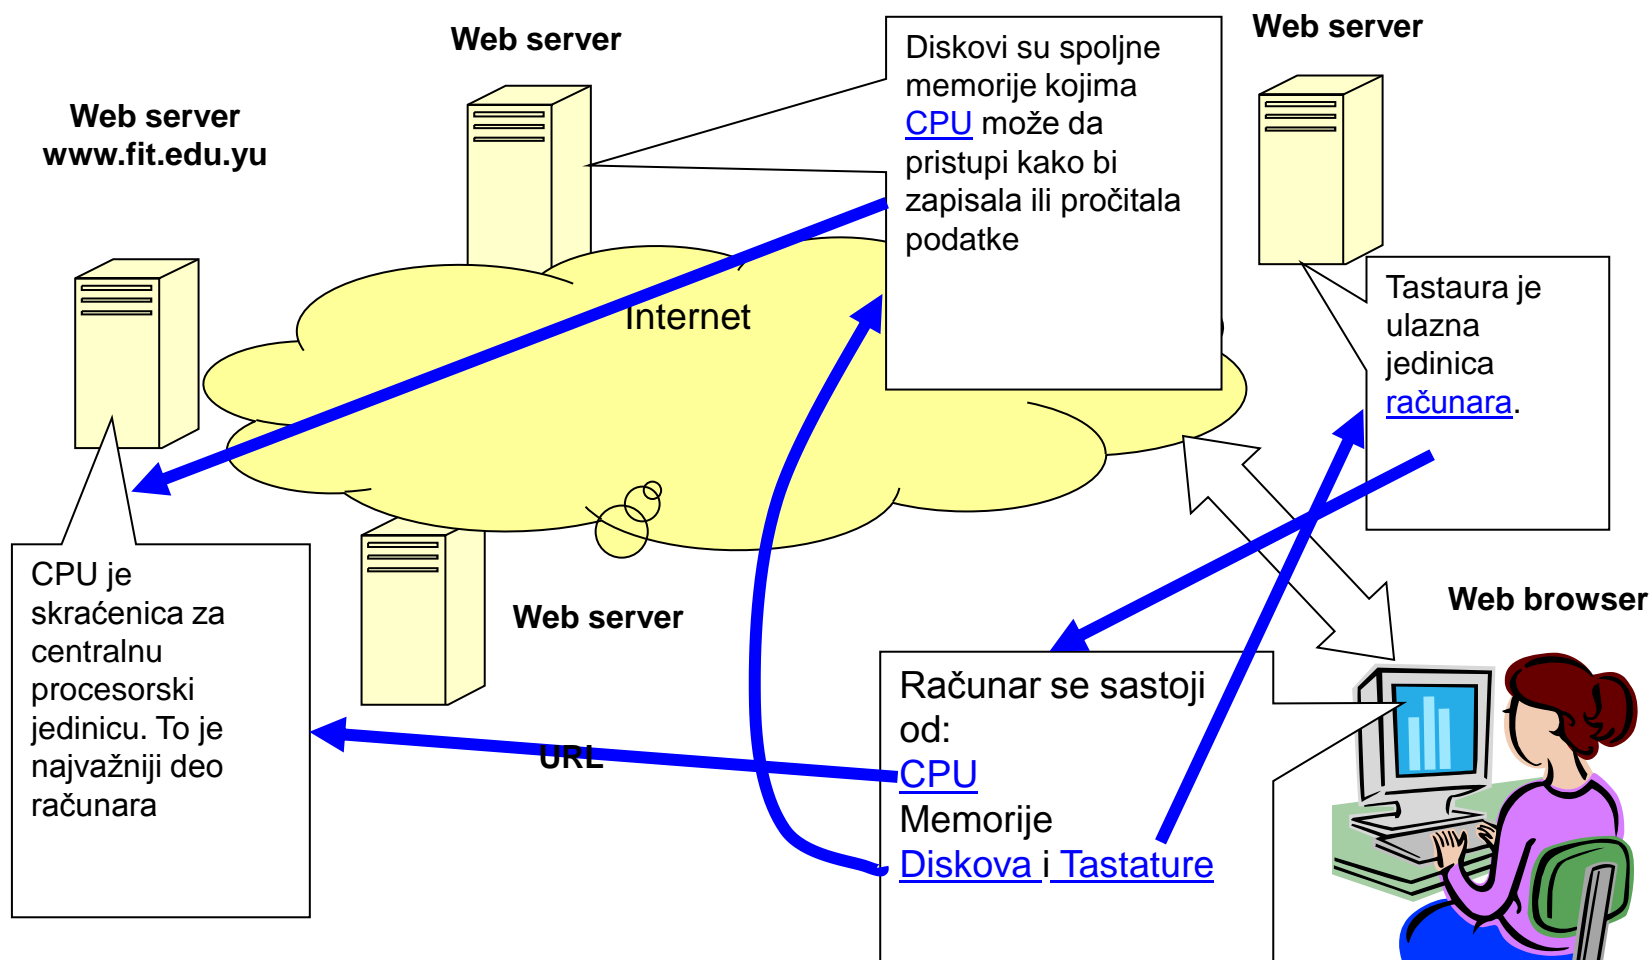 Web server
Web server
Web server
www.fit.edu.yu
Diskovi su spoljne
memorije kojima
CPU može da
pristupi kako bi
zapisala ili pročitala
podatke
Internet
Tastaura je
ulazna
jedinica
računara.
CPU je
skraćenica za
centralnu
procesorski
jedinicu. To je
najvažniji deo
računara
Web server
Web browser
URL
Računar se sastoji
od:
CPU
Memorije
Diskova i Tastature